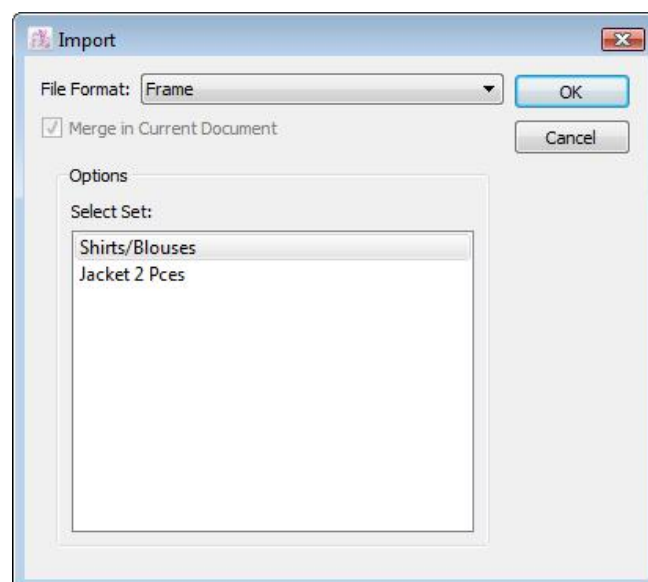 Import
File Format: Frame
OK
Merge in Current Document
Cancel
Options
Select Set:
Shirts/Blouses
Jacket 2 Pces